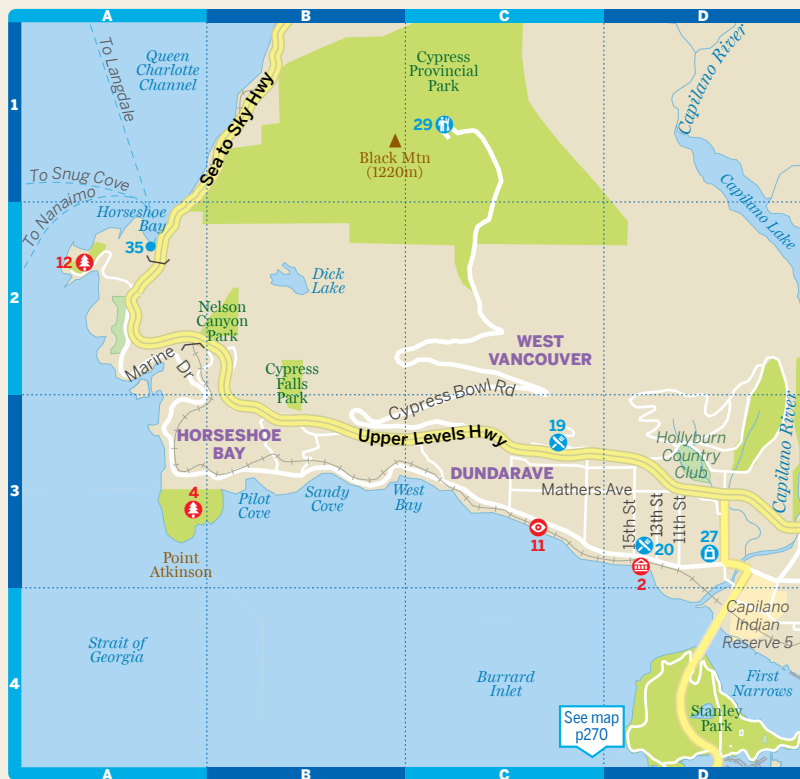 A
B
C
D
1
2
3
4
To Langdale
Queen
Charlotte
Channel
Sea to Sky Hwy
Cypress
Provincial
Park
29
Black Mtn
(1220m)
Capilano River
Capilano Lake
To Snug Cove
To Nanaimo
Horseshoe
Bay
35
12
Dick
Lake
Nelson
Canyon
Park
Marine
Dr
Cypress
Falls
Park
WEST
VANCOUVER
Cypress Bowl Rd
19
Upper Levels Hwy
HORSESHOE
BAY
Hollyburn
Country
Club
Capilano River
DUNDARAVE
Mathers Ave
15th St
13th St
11th St
4
Pilot
Cove
Sandy
Cove
West
Bay
11
20
27
2
Point
Atkinson
Capilano
Indian
Reserve 5
Strait of
Georgia
Burrard
Inlet
First
Narrows
Stanley
Park
See map
p270
A
B
C
D